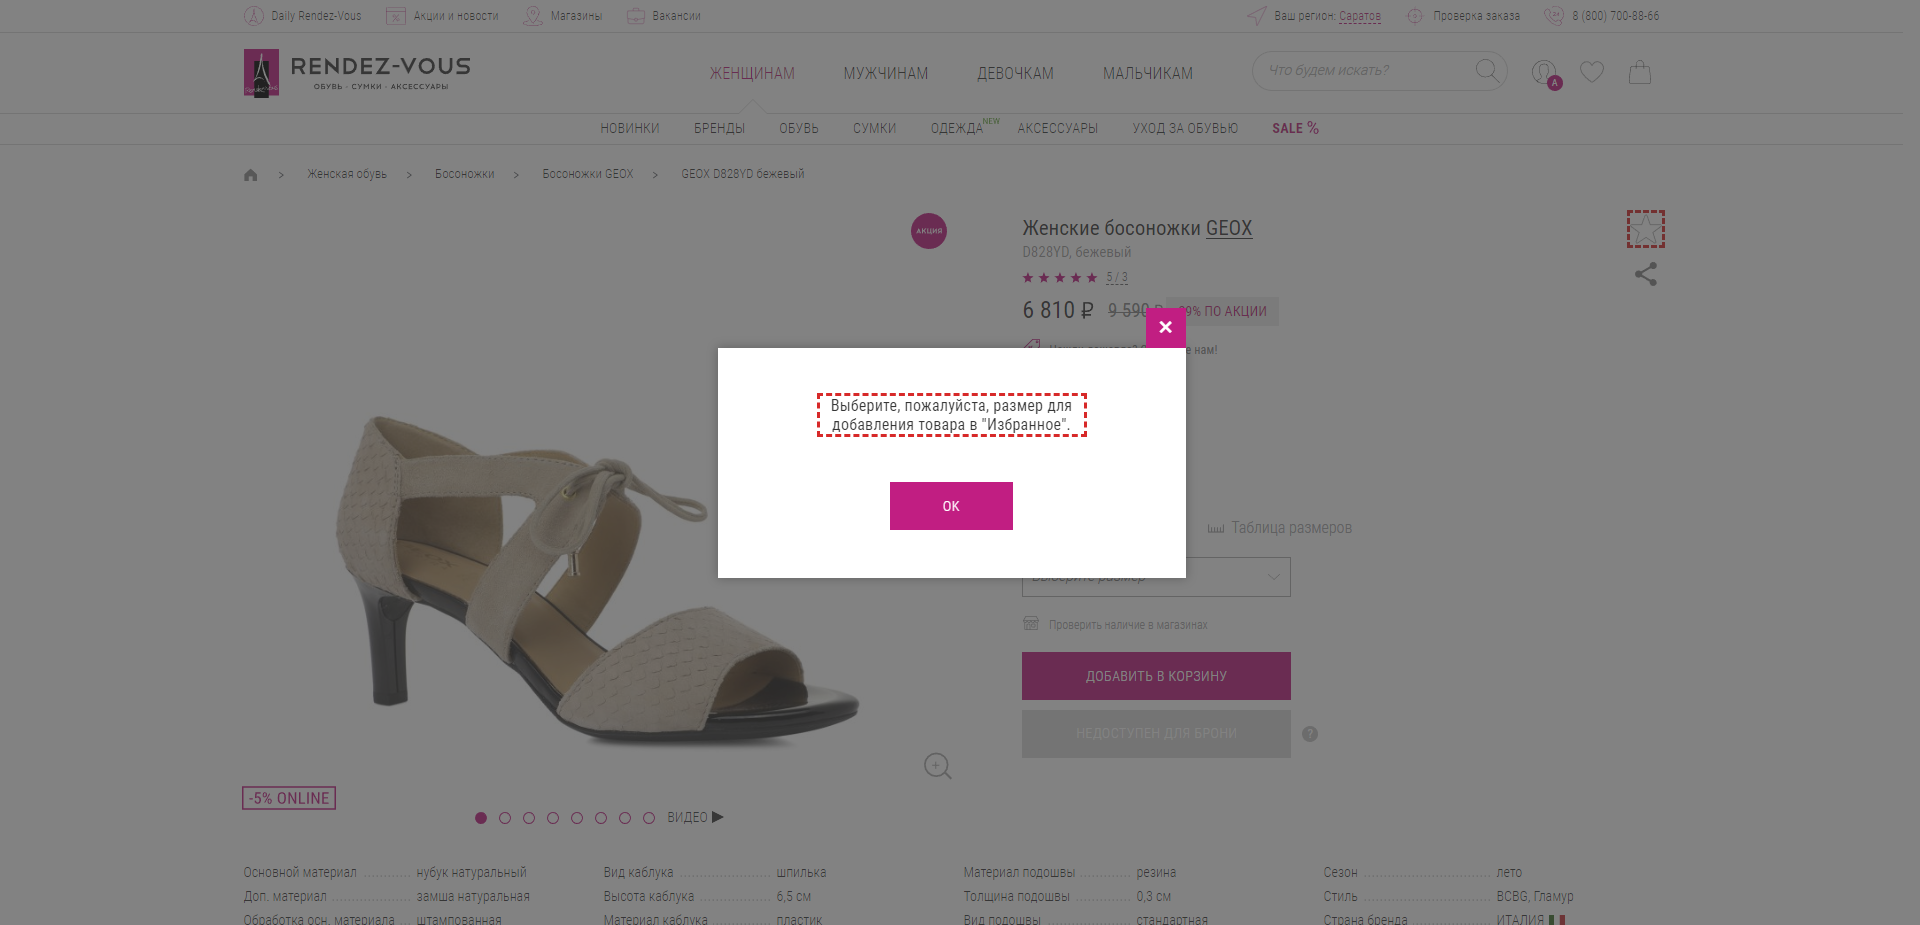 Daily Rendez-Vous Акции и новости Магазины Вакансии Ваш регион: Саратов Проверка заказа 8 (800) 700-88-66
RENDEZ-VOUS
ОБУВЬ · СУМКИ · АКСЕССУАРЫ
ЖЕНЩИНАМ МУЖЧИНАМ ДЕВОЧКАМ МАЛЬЧИКАМ
Что будем искать?
A
НОВИНКИ БРЕНДЫ ОБУВЬ СУМКИ ОДЕЖДА NEW АКСЕССУАРЫ УХОД ЗА ОБУВЬЮ SALE %
> Женская обувь > Босоножки > Босоножки GEOX > GEOX D828YD бежевый
АКЦИЯ
Женские босоножки GEOX
D828YD, бежевый
5 / 3
6 810 ₽ 9 590 ₽ 9% ПО АКЦИИ
нам!
Выберите, пожалуйста, размер для
добавления товара в "Избранное".
OK
Таблица размеров
Выберите размер
Проверить наличие в магазинах
ДОБАВИТЬ В КОРЗИНУ
НЕДОСТУПЕН ДЛЯ БРОНИ ?
-5% ONLINE
ВИДЕО
Основной материал нубук натуральный Вид каблука шпилька Материал подошвы резина Сезон лето
Доп. материал замша натуральная Высота каблука 6,5 см Толщина подошвы 0,3 см Стиль BCBG, Гламур
Обработка осн. материала штампованная Материал каблука пластик Вид подошвы стандартная Страна бренда ИТАЛИЯ